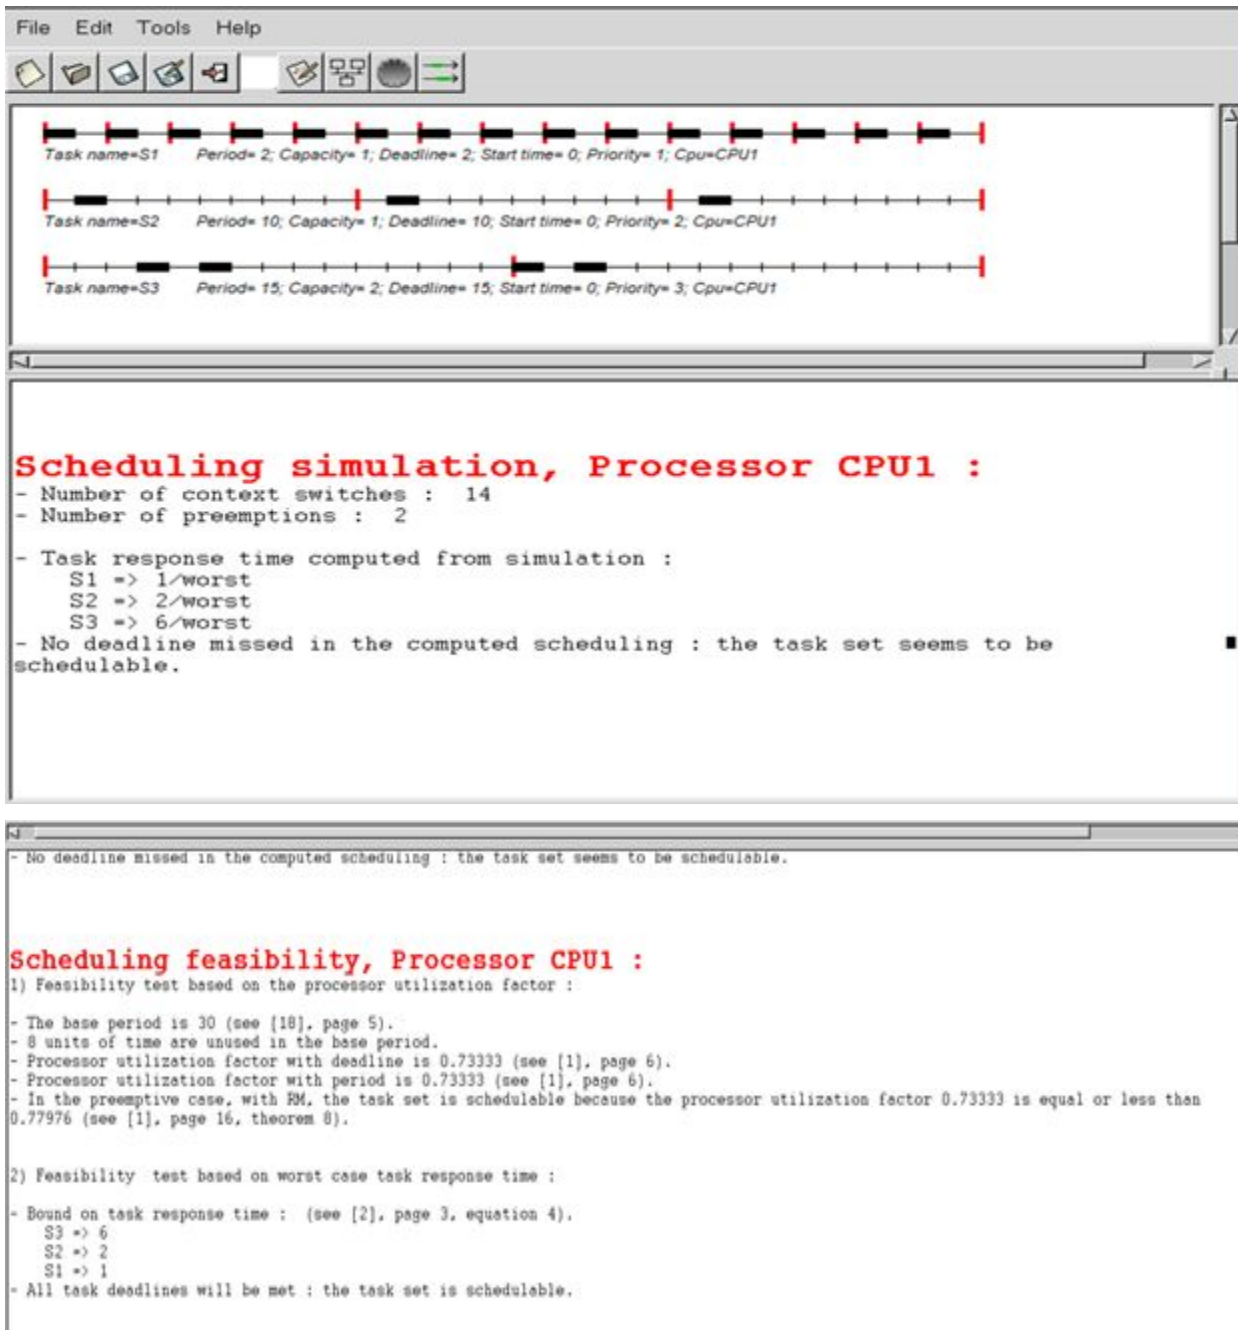 File Edit Tools Help
Task name=S1 Period= 2; Capacity= 1; Deadline= 2; Start time= 0; Priority= 1; Cpu=CPU1
Task name=S2 Period= 10; Capacity= 1; Deadline= 10; Start time= 0; Priority= 2; Cpu=CPU1
Task name=S3 Period= 15; Capacity= 2; Deadline= 15; Start time= 0; Priority= 3; Cpu=CPU1
Scheduling simulation, Processor CPU1 :
- Number of context switches : 14
- Number of preemptions : 2
- Task response time computed from simulation :
S1 => 1/worst
S2 => 2/worst
S3 => 6/worst
- No deadline missed in the computed scheduling : the task set seems to be
schedulable.
- No deadline missed in the computed scheduling : the task set seems to be schedulable.
Scheduling feasibility, Processor CPU1 :
1) Feasibility test based on the processor utilization factor :
- The base period is 30 (see [18], page 5).
- 8 units of time are unused in the base period.
- Processor utilization factor with deadline is 0.73333 (see [1], page 6).
- Processor utilization factor with period is 0.73333 (see [1], page 6).
- In the preemptive case, with RM, the task set is schedulable because the processor utilization factor 0.73333 is equal or less than
0.77976 (see [1], page 16, theorem 8).
2) Feasibility test based on worst case task response time :
- Bound on task response time : (see [2], page 3, equation 4).
S3 => 6
S2 => 2
S1 => 1
- All task deadlines will be met : the task set is schedulable.